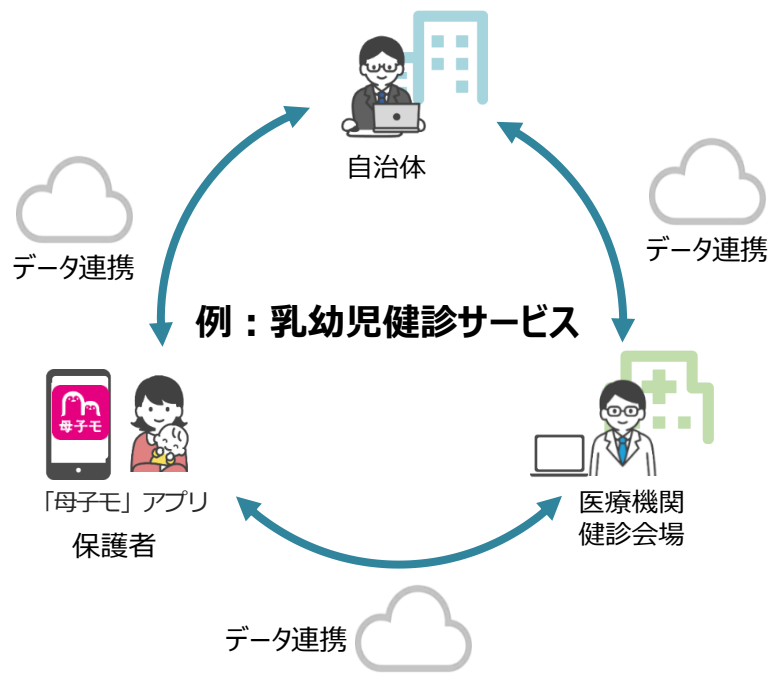 自治体
データ連携
データ連携
例：乳幼児健診サービス
母子モ
「母子モ」アプリ
保護者
医療機関
健診会場
データ連携